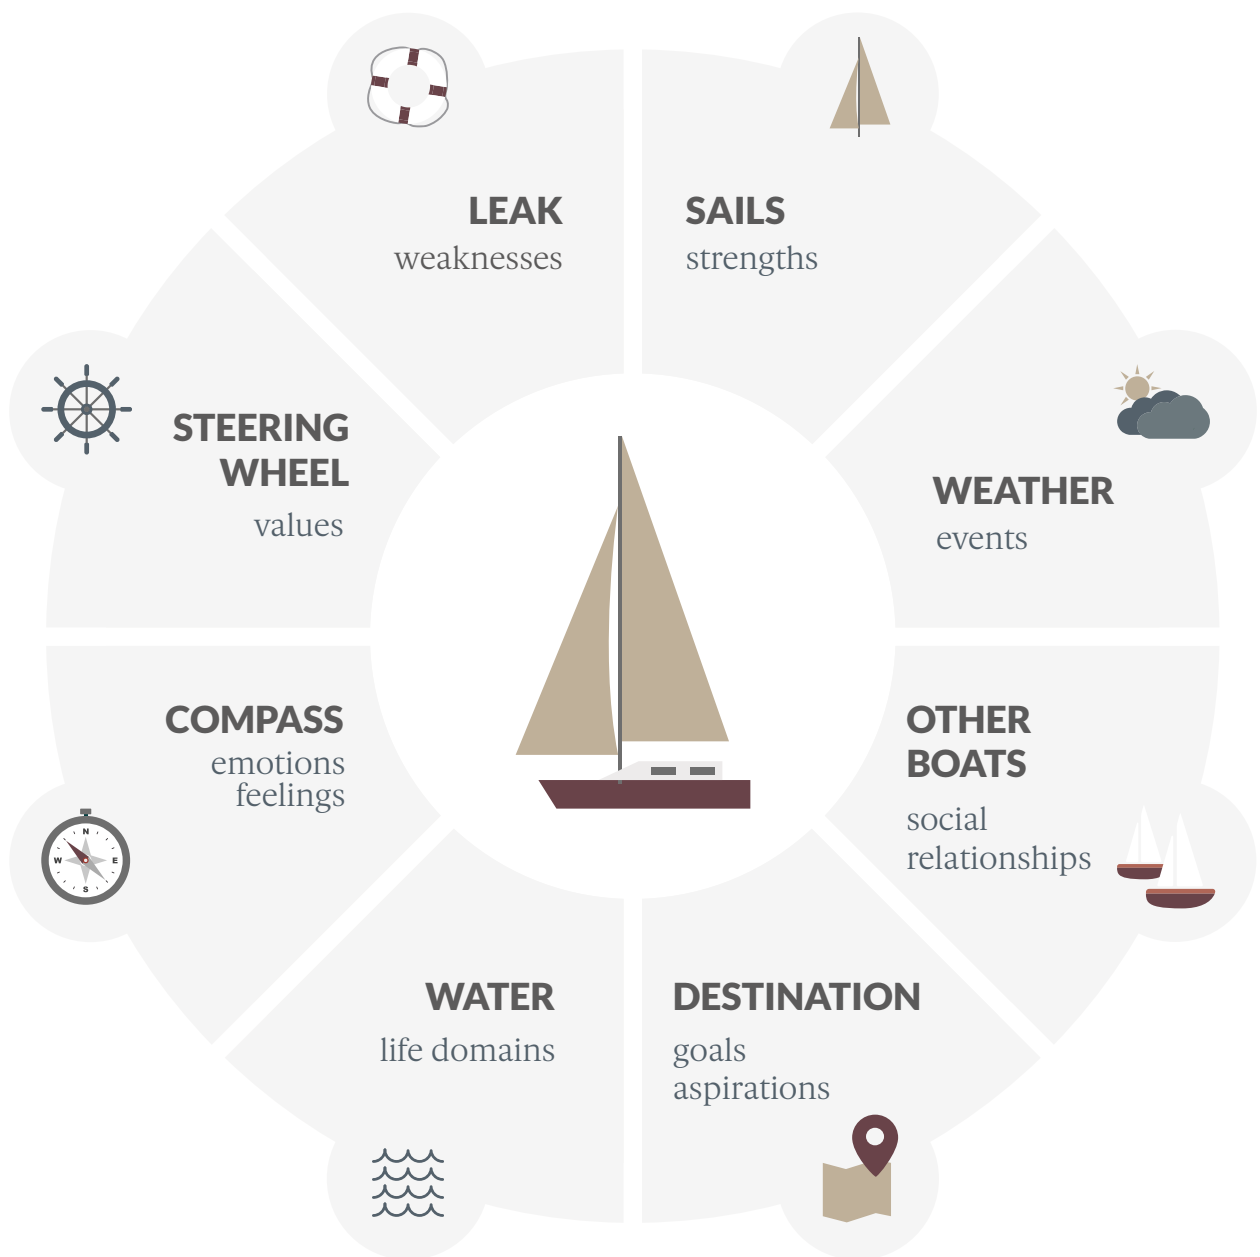 LEAK
weaknesses
SAILS
strengths
STEERING
WHEEL
values
WEATHER
events
COMPASS
emotions
feelings
N
W
E
S
OTHER
BOATS
social
relationships
WATER
life domains
DESTINATION
goals
aspirations